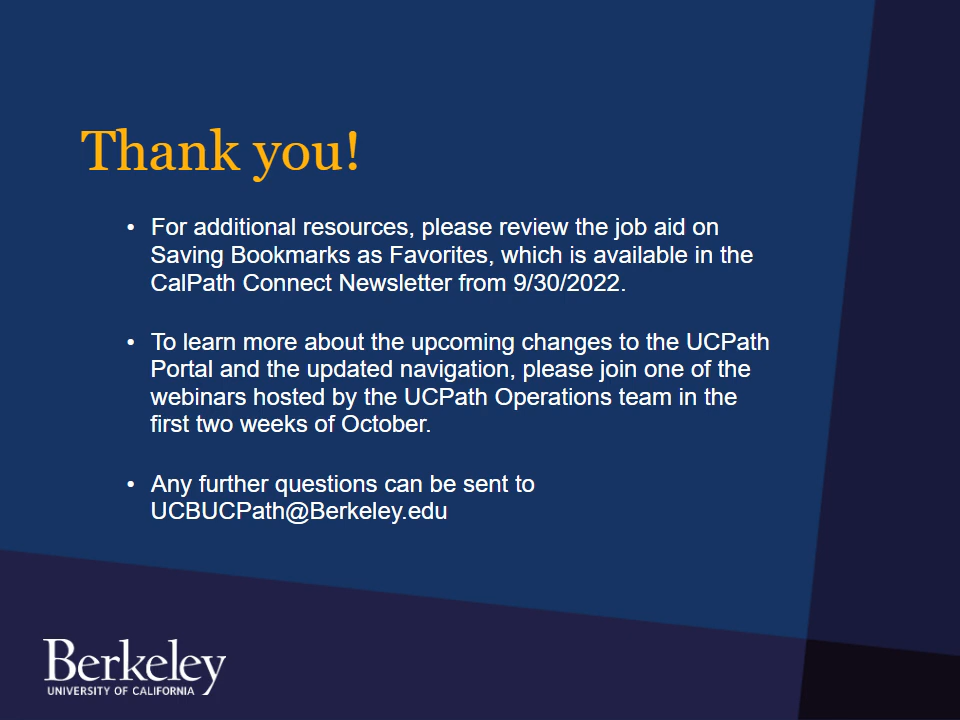 Thank you!
• For additional resources, please review the job aid on
Saving Bookmarks as Favorites, which is available in the
CalPath Connect Newsletter from 9/30/2022.
• To learn more about the upcoming changes to the UCPath
Portal and the updated navigation, please join one of the
webinars hosted by the UCPath Operations team in the
first two weeks of October.
• Any further questions can be sent to
UCBUCPath@Berkeley.edu
Berkeley
UNIVERSITY OF CALIFORNIA